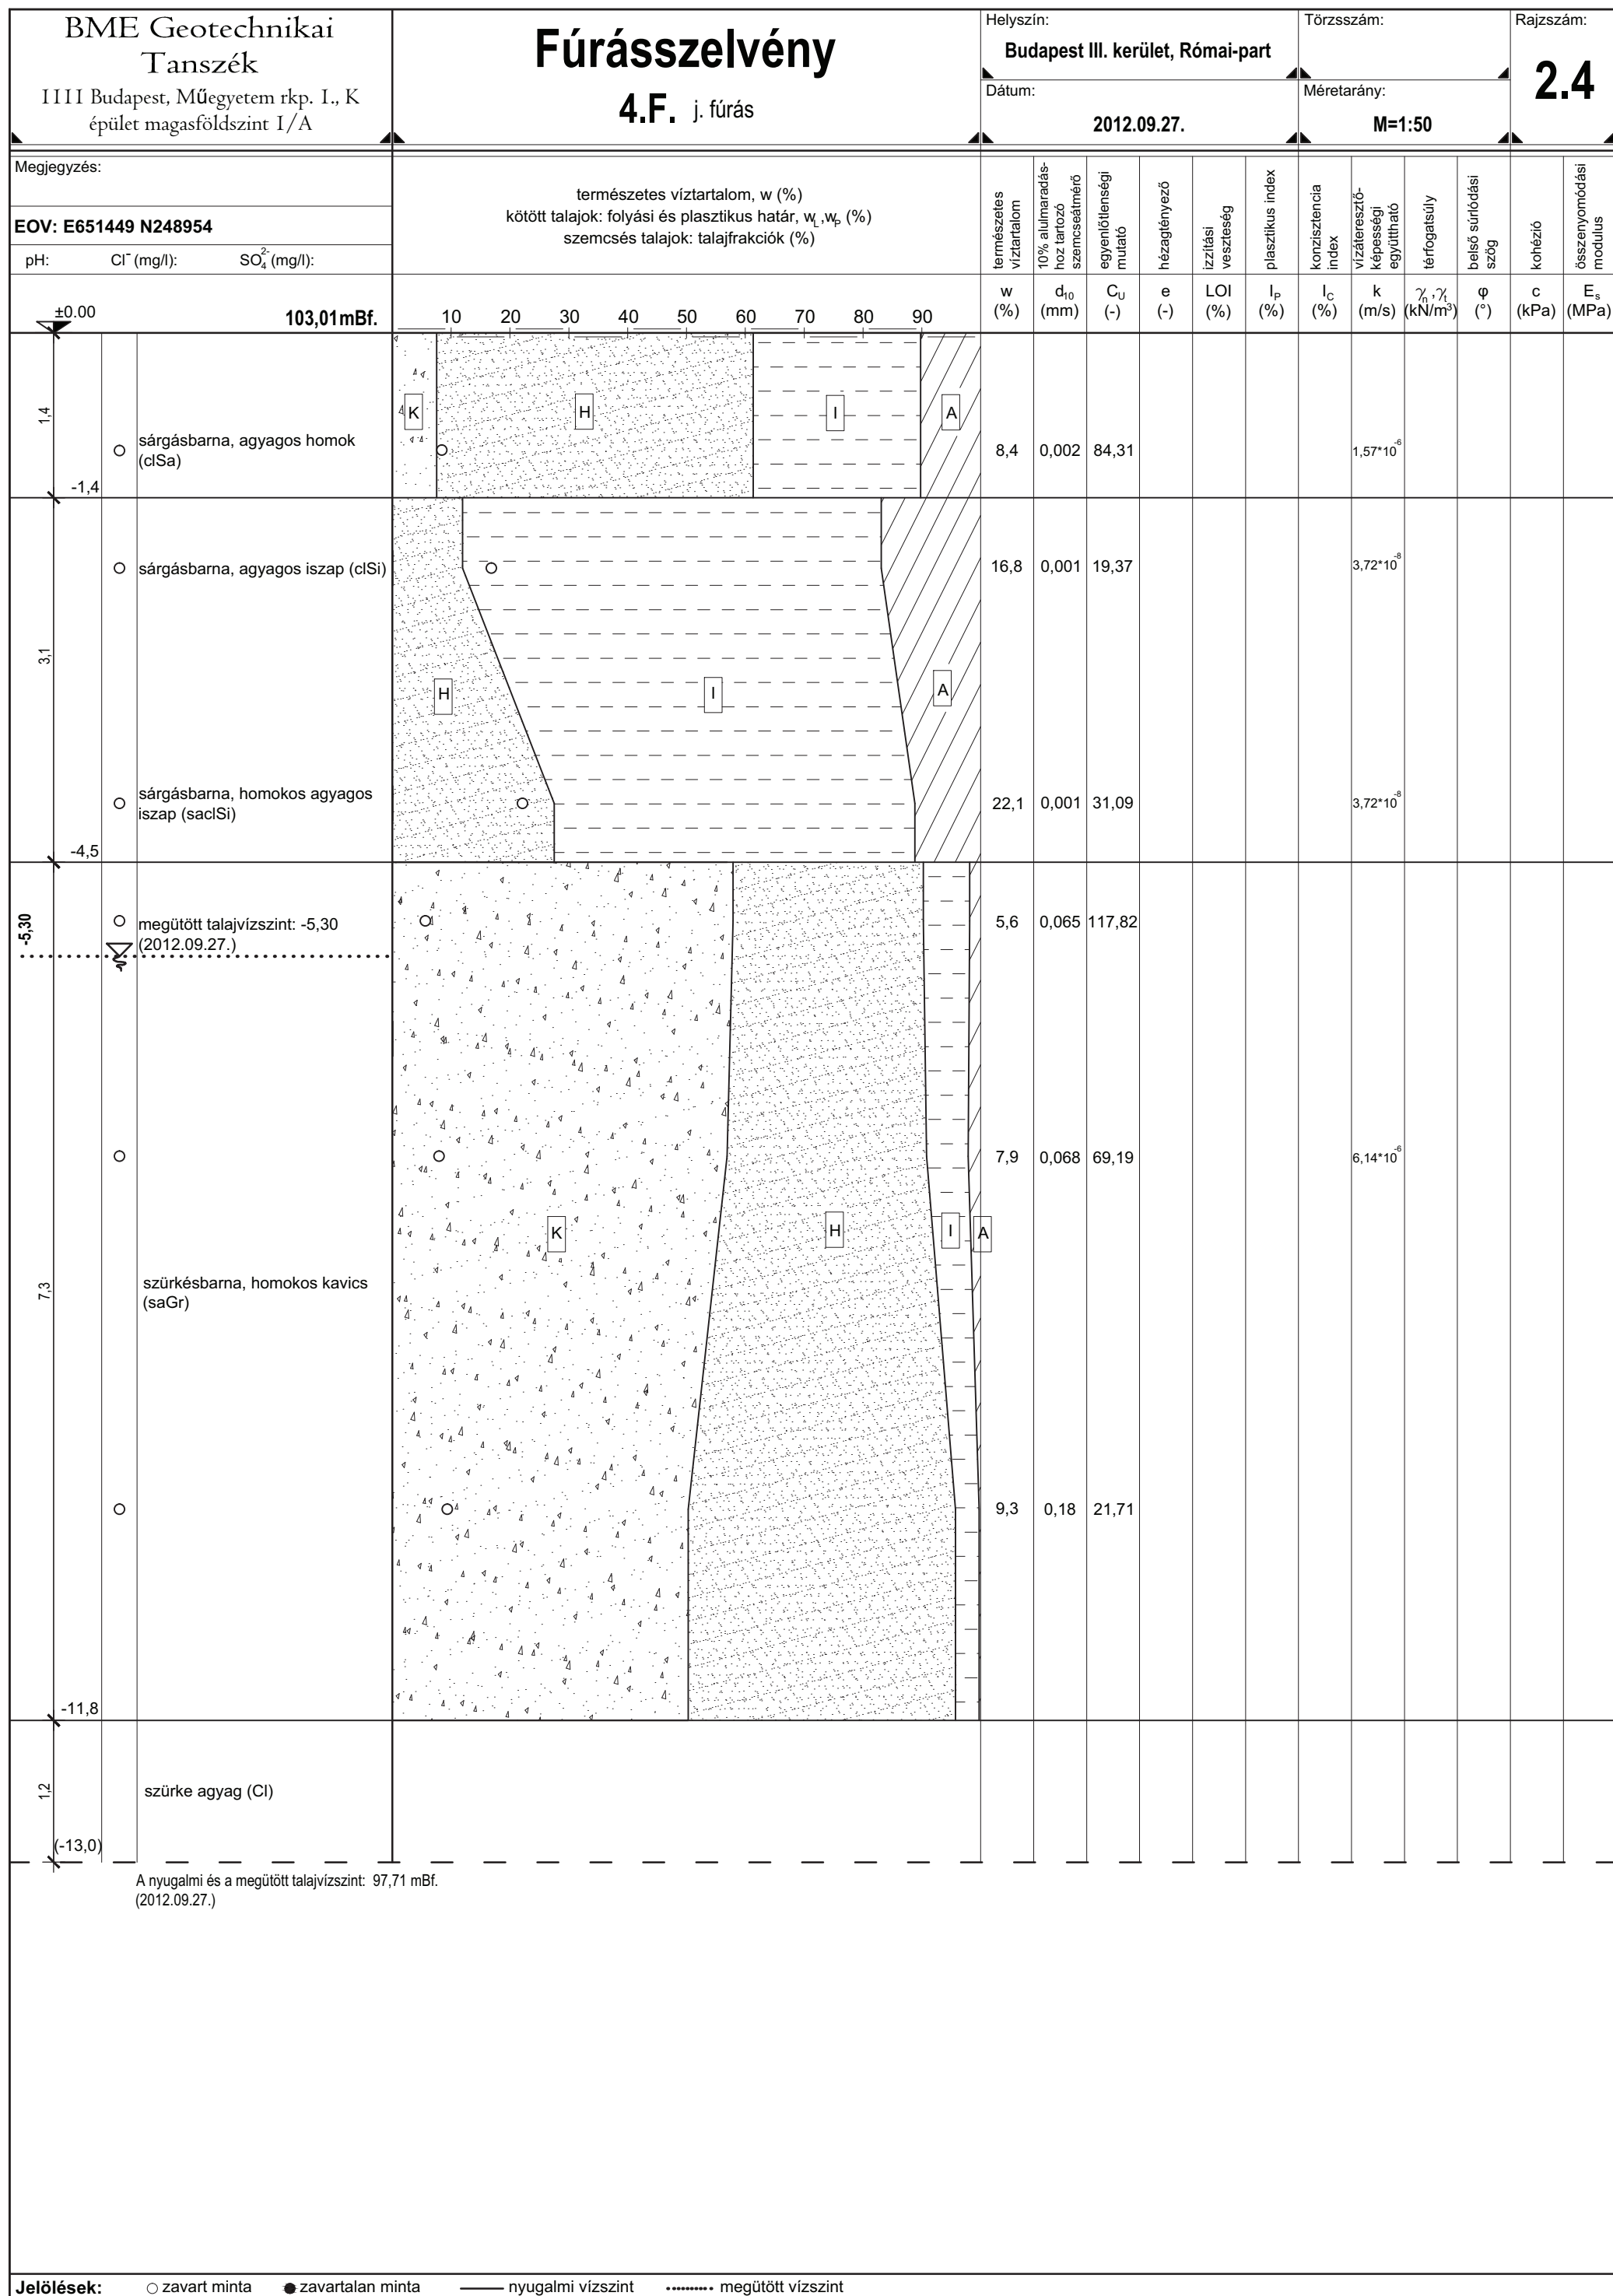 BME Geotechnikai
Tanszék
1111 Budapest, Műegyetem rkp. 1., K
épület magasföldszint 1/A
Fúrásszelvény
4.F. j. fúrás
Helyszín:
Budapest III. kerület, Római-part
Törzsszám:
Rajzszám:
2.4
Dátum:
2012.09.27.
Méretarány:
M=1:50
Megjegyzés:
EOV: E651449 N248954
pH: Cl⁻ (mg/l): SO₄²⁻ (mg/l):
természetes víztartalom, w (%)
kötött talajok: folyási és plasztikus határ, w_L, w_P (%)
szemcsés talajok: talajfrakciók (%)
természetes víztartalom
10% alulmaradás-hoz tartozó szemcseátmérő
egyenlőtlenségi mutató
hézagtényező
izzítási veszteség
plasztikus index
konzisztencia index
vízáteresztő-képességi együttható
térfogatsúly
belső súrlódási szög
kohézió
összenyomódási modulus
w d₁₀ C_U e LOI I_P I_C k γn,γt φ c E_s
(%) (mm) (-) (-) (%) (%) (%) (m/s) (kN/m³) (°) (kPa) (MPa)
±0.00 103,01mBf.
10 20 30 40 50 60 70 80 90
1,4
K H I A
sárgásbarna, agyagos homok
(clSa)
8,4 0,002 84,31 1,57*10⁻⁶
-1,4
sárgásbarna, agyagos iszap (clSi)
16,8 0,001 19,37 3,72*10⁻⁸
3,1
H I A
sárgásbarna, homokos agyagos
iszap (saclSi)
22,1 0,001 31,09 3,72*10⁻⁸
-4,5
-5,30
megütött talajvízszint: -5,30
(2012.09.27.)
5,6 0,065 117,82
7,9 0,068 69,19 6,14*10⁻⁶
K H I A
7,3
szürkésbarna, homokos kavics
(saGr)
9,3 0,18 21,71
-11,8
1,2
szürke agyag (Cl)
(-13,0)
A nyugalmi és a megütött talajvízszint: 97,71 mBf.
(2012.09.27.)
Jelölések: zavart minta zavartalan minta nyugalmi vízszint megütött vízszint